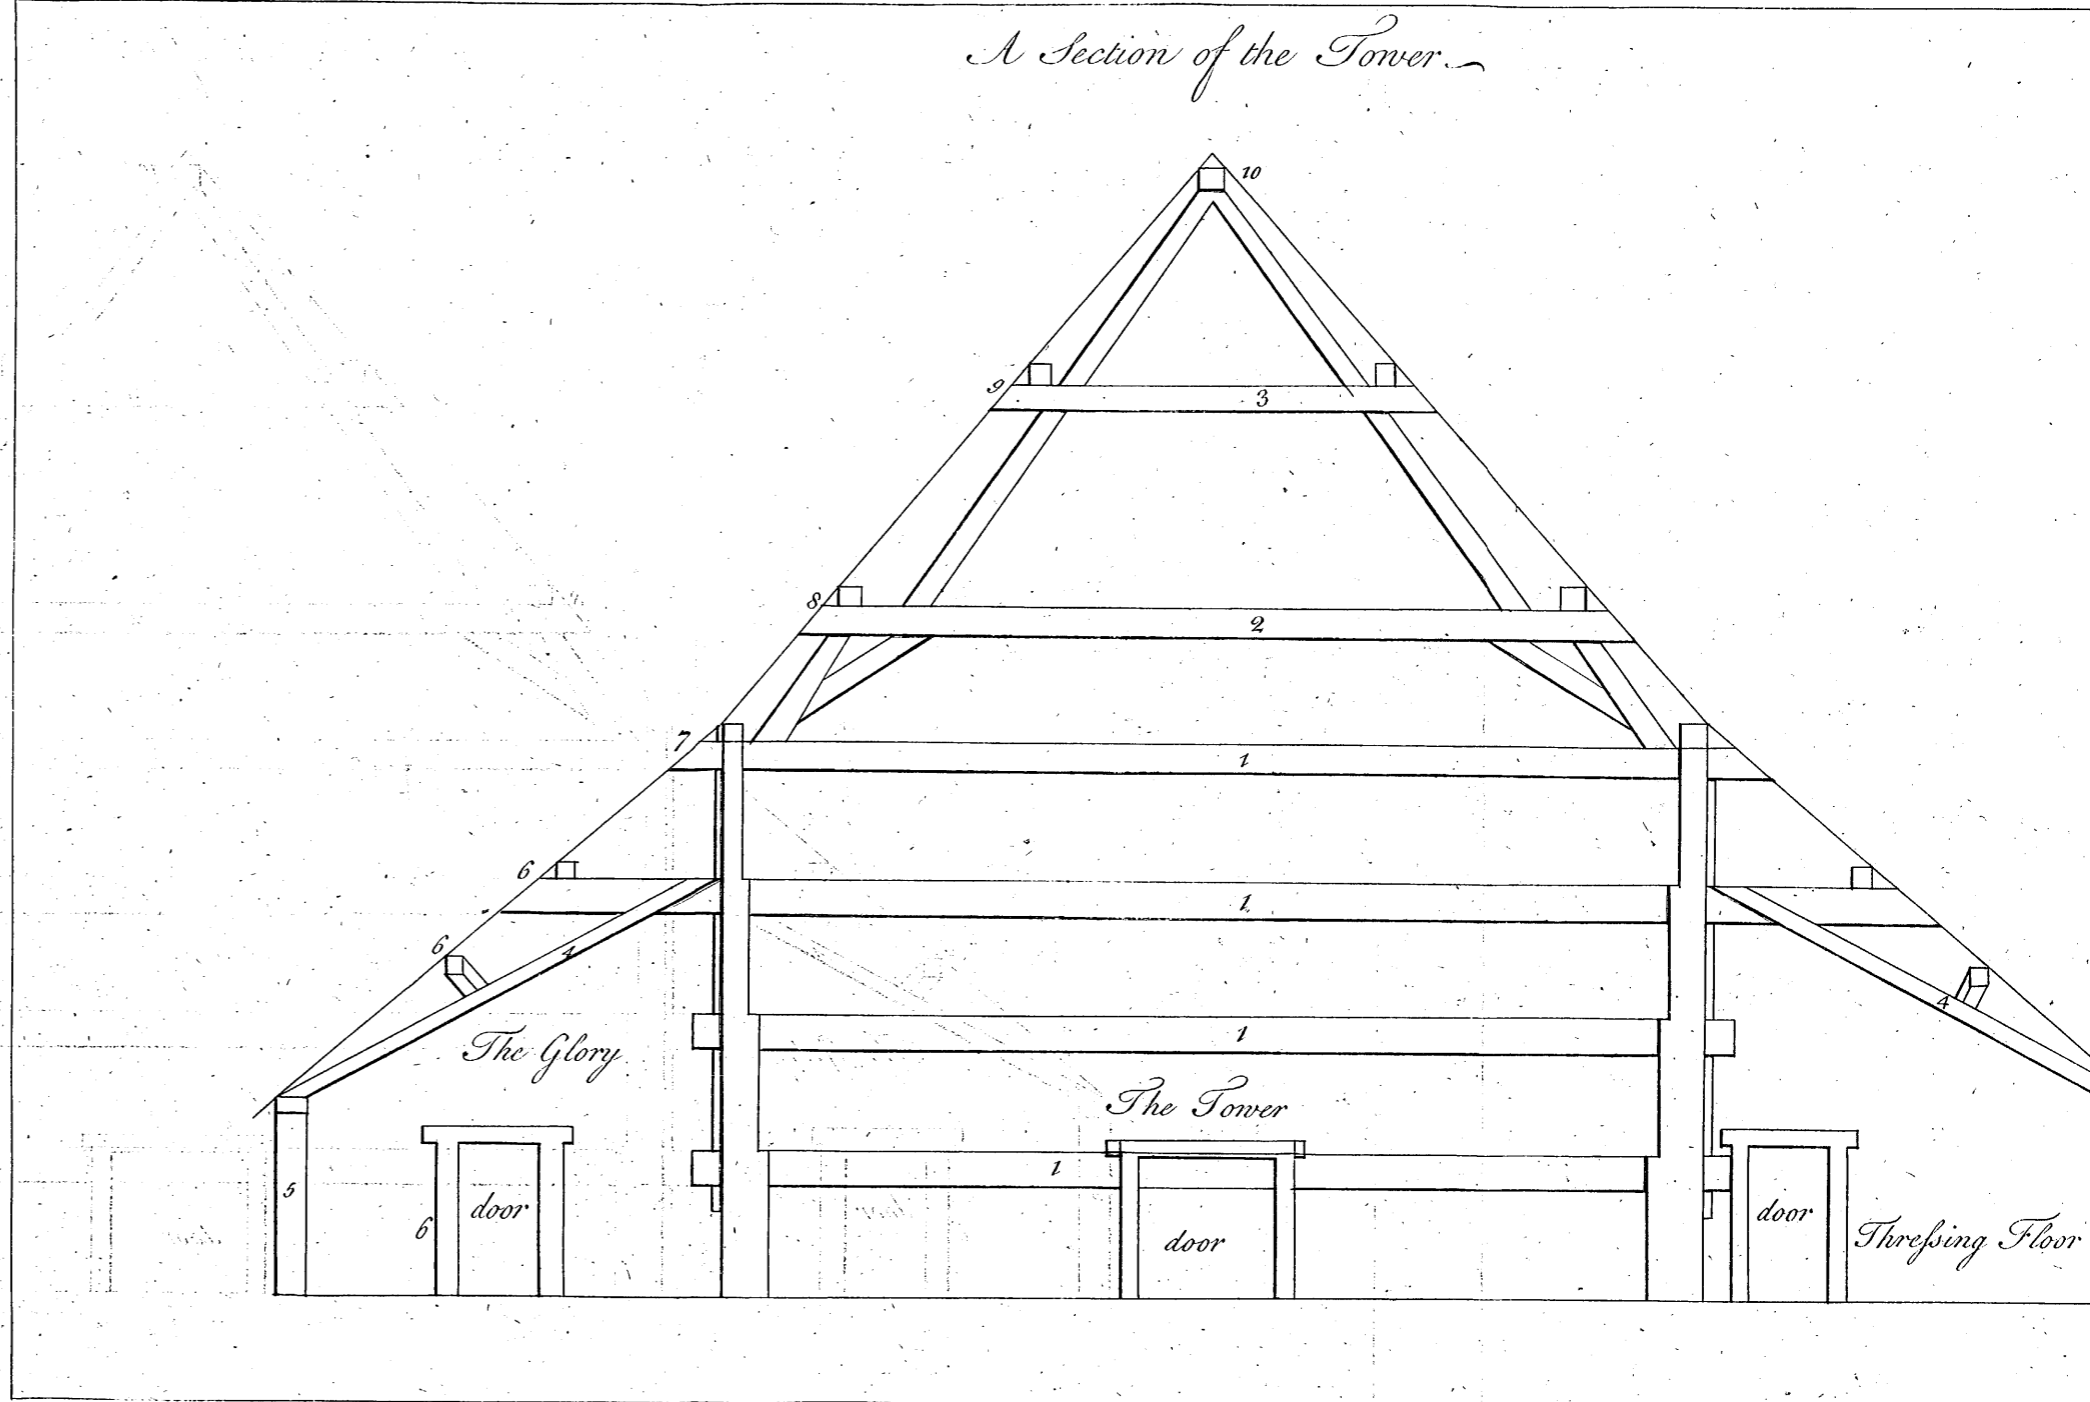 A Section of the Tower
10
9
3
8
2
7
1
6
1
6
4
4
1
The Glory
The Tower
1
5
door
6
door
door
Threſsing Floor